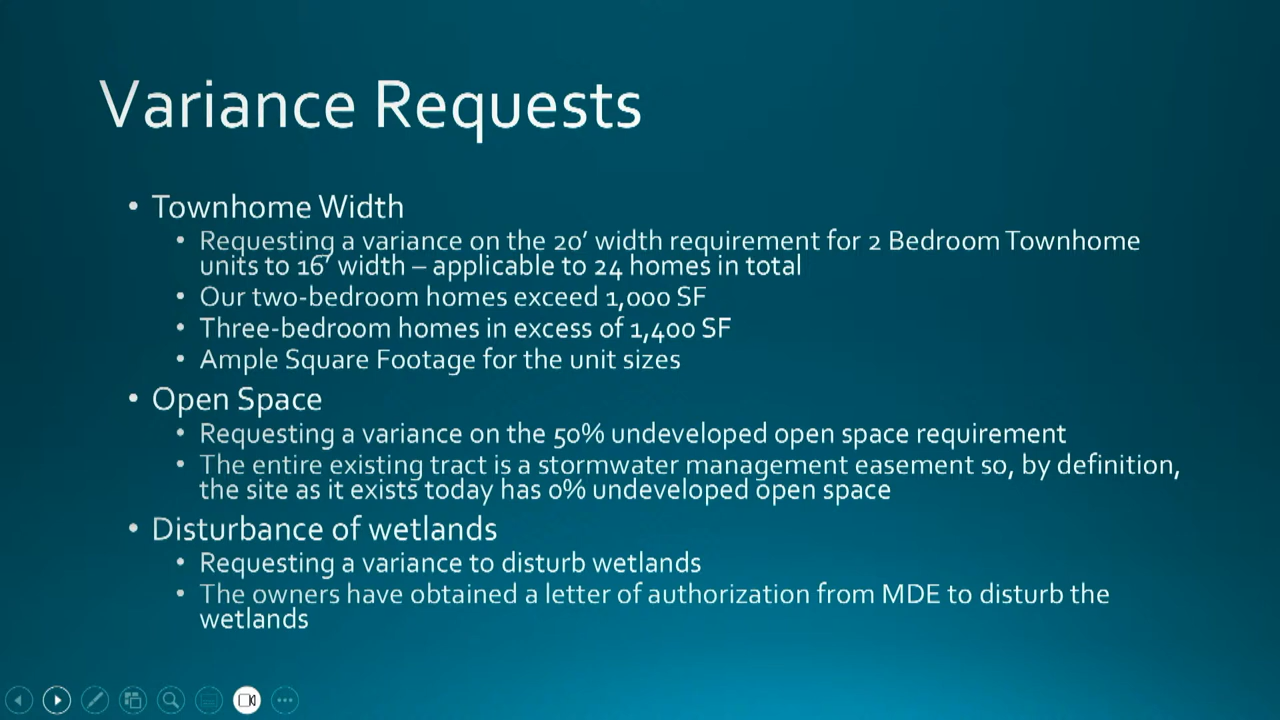 Variance Requests
• Townhome Width
• Requesting a variance on the 20’ width requirement for 2 Bedroom Townhome
units to 16’ width – applicable to 24 homes in total
• Our two-bedroom homes exceed 1,000 SF
• Three-bedroom homes in excess of 1,400 SF
• Ample Square Footage for the unit sizes
• Open Space
• Requesting a variance on the 50% undeveloped open space requirement
• The entire existing tract is a stormwater management easement so, by definition,
the site as it exists today has 0% undeveloped open space
• Disturbance of wetlands
• Requesting a variance to disturb wetlands
• The owners have obtained a letter of authorization from MDE to disturb the
wetlands